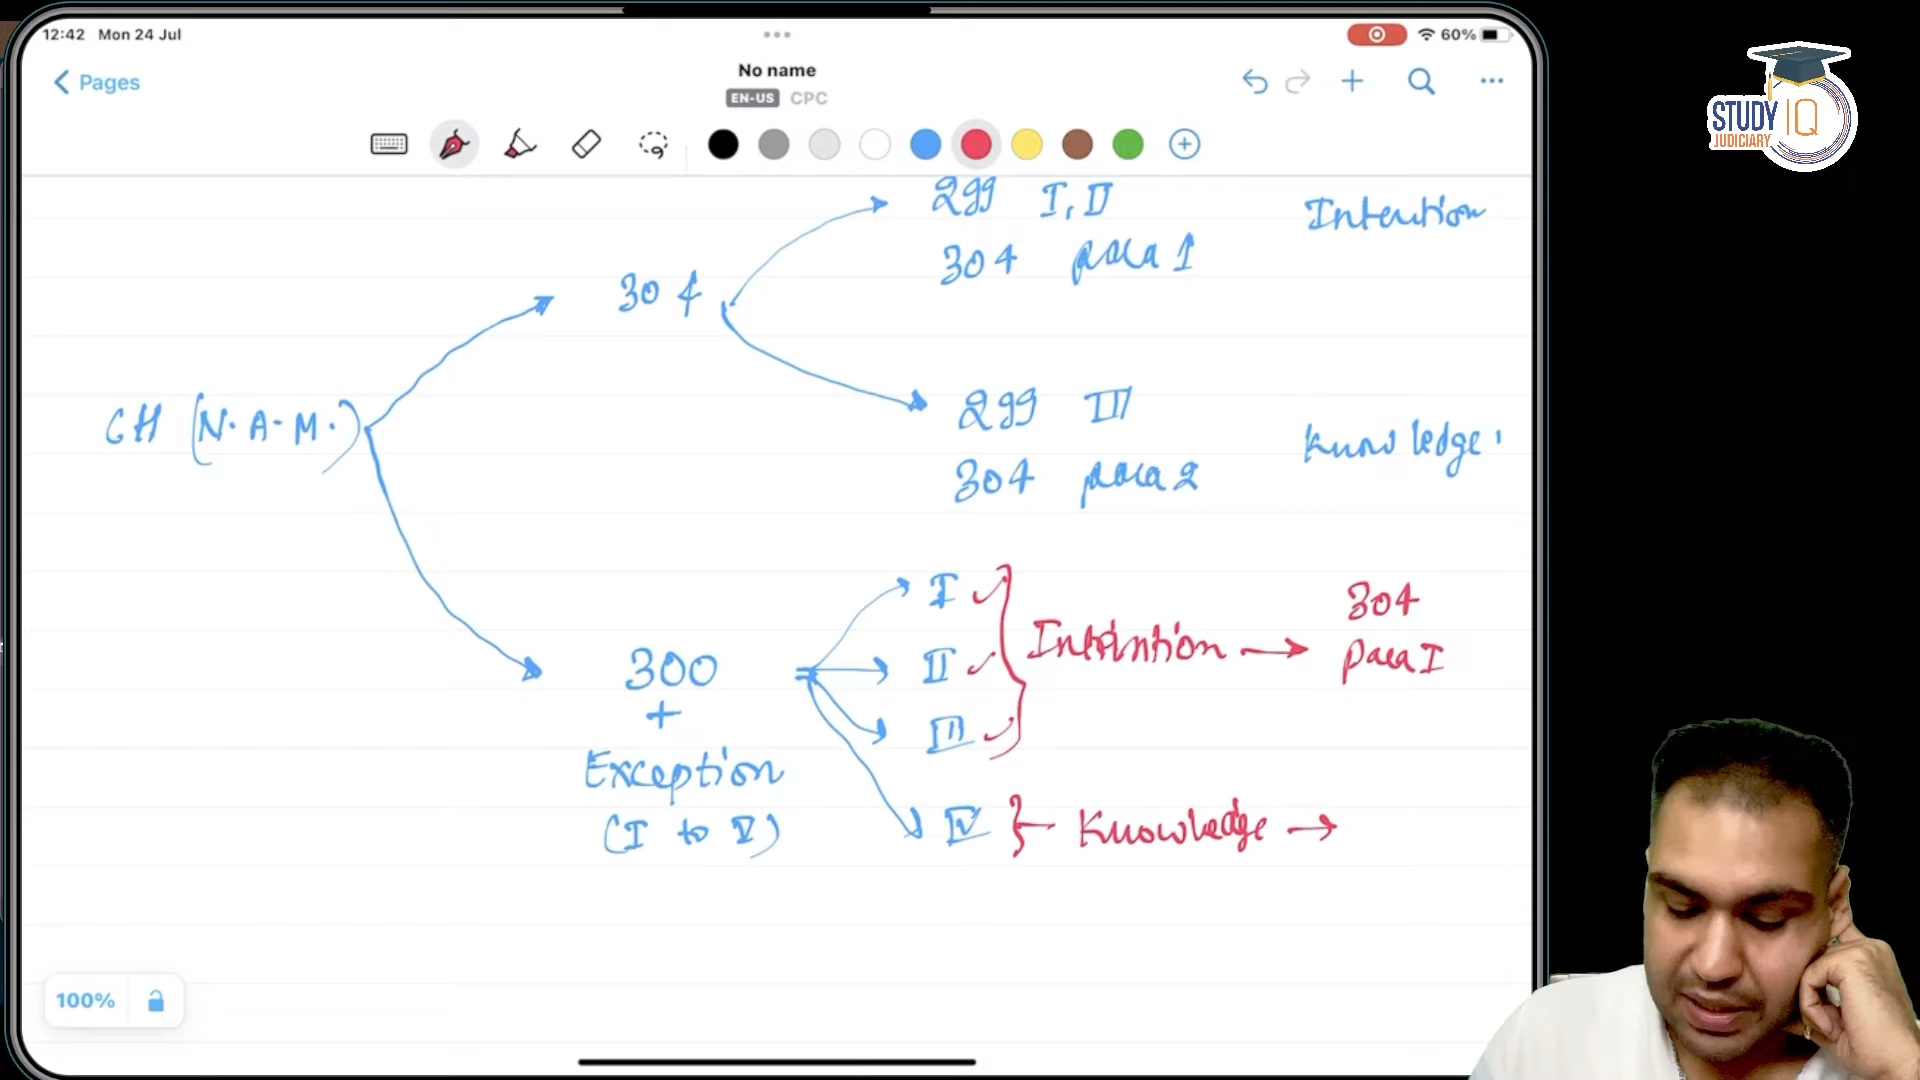 12:42 Mon 24 Jul
60%
Pages
No name
EN-US CPC
STUDY IQ
JUDICIARY
299 I, II
304 para 1
Intention
304
CH (N.A.M.)
299 III
304 para 2
Knowledge
300
+
Exception
(I to V)
I
II
III
Intention → 304
Para I
IV } Knowledge →
100%